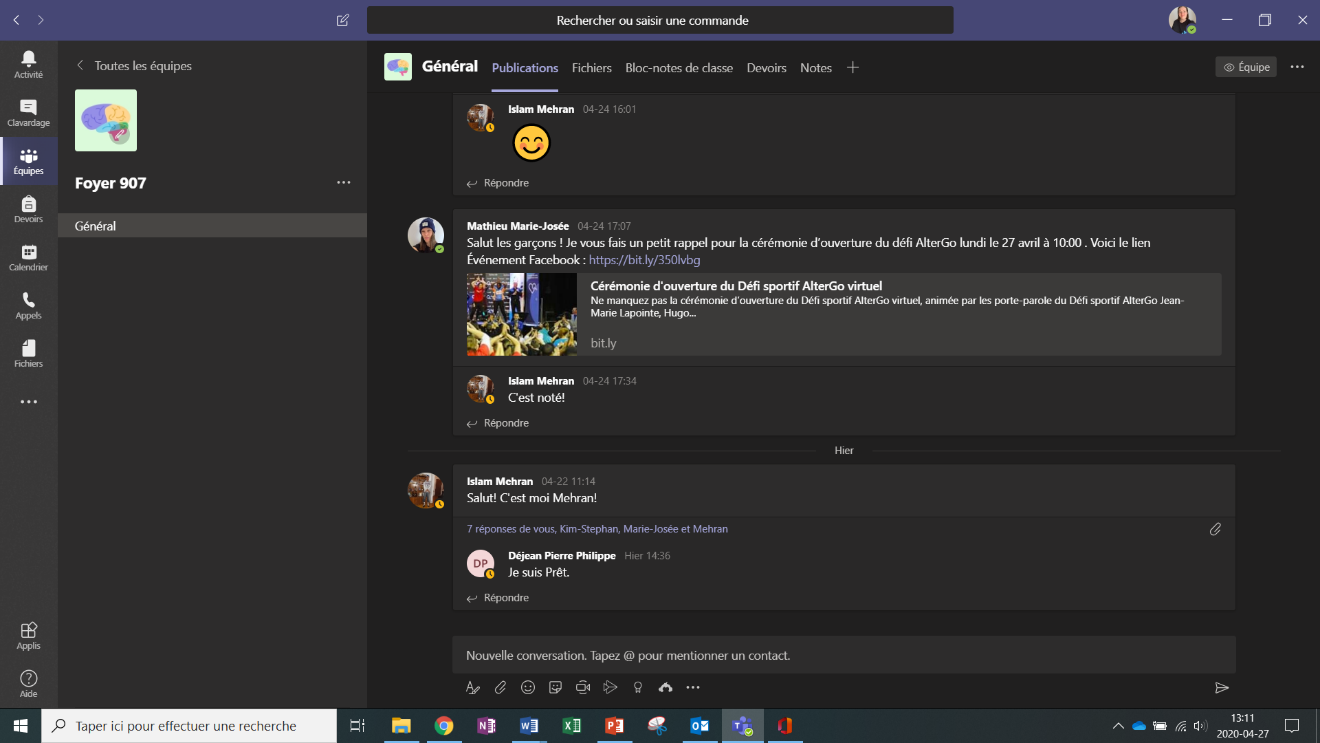 Rechercher ou saisir une commande
Activité
Clavardage
Équipes
Devoirs
Calendrier
Appels
Fichiers
Applis
Aide
Toutes les équipes
Foyer 907
Général
Général Publications Fichiers Bloc-notes de classe Devoirs Notes
Équipe
Islam Mehran 04-24 16:01
Répondre
Mathieu Marie-Josée 04-24 17:07
Salut les garçons ! Je vous fais un petit rappel pour la cérémonie d'ouverture du défi AlterGo lundi le 27 avril à 10:00 . Voici le lien
Événement Facebook : https://bit.ly/350lvbg
Cérémonie d'ouverture du Défi sportif AlterGo virtuel
Ne manquez pas la cérémonie d'ouverture du Défi sportif AlterGo virtuel, animée par les porte-parole du Défi sportif AlterGo Jean-
Marie Lapointe, Hugo...
bit.ly
Islam Mehran 04-24 17:34
C'est noté!
Répondre
Hier
Islam Mehran 04-22 11:14
Salut! C'est moi Mehran!
7 réponses de vous, Kim-Stephan, Marie-Josée et Mehran
DP
Déjean Pierre Philippe Hier 14:36
Je suis Prêt.
Répondre
Nouvelle conversation. Tapez @ pour mentionner un contact.
Taper ici pour effectuer une recherche
13:11
2020-04-27